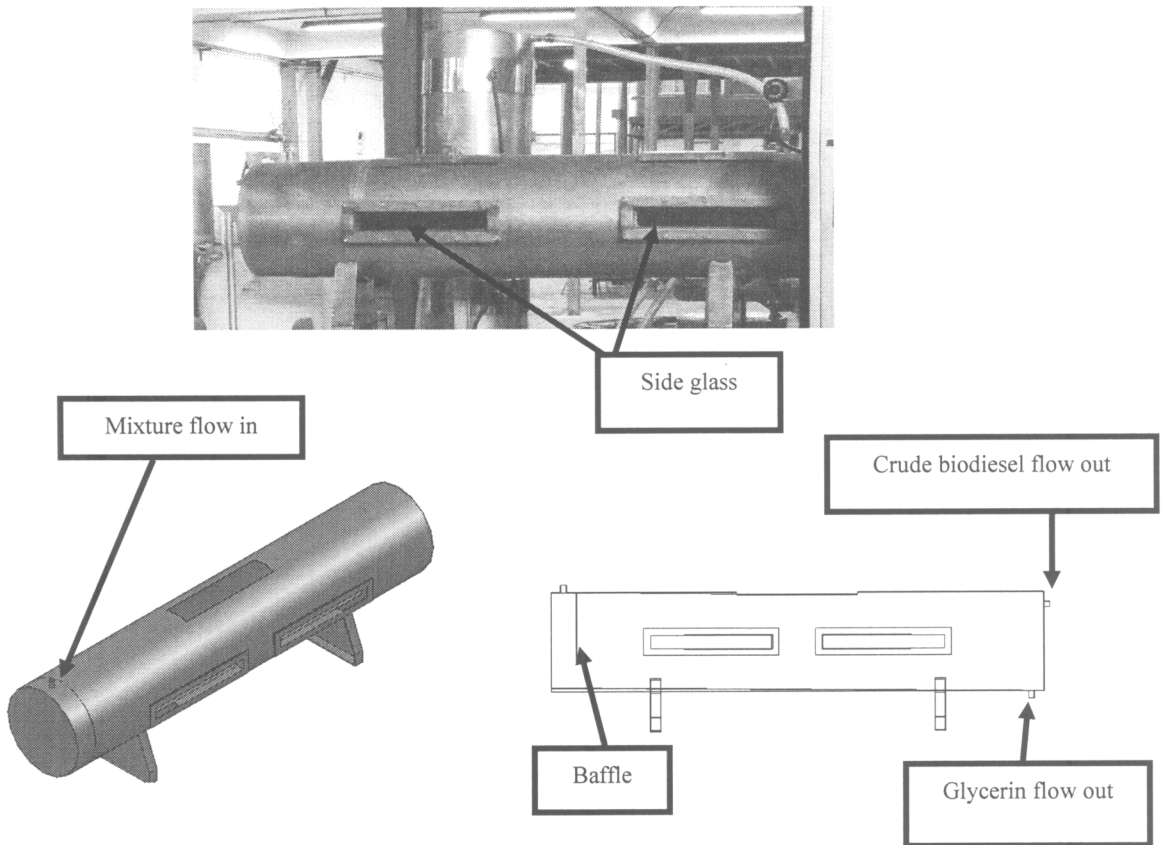 Side glass
Mixture flow in
Crude biodiesel flow out
Baffle
Glycerin flow out